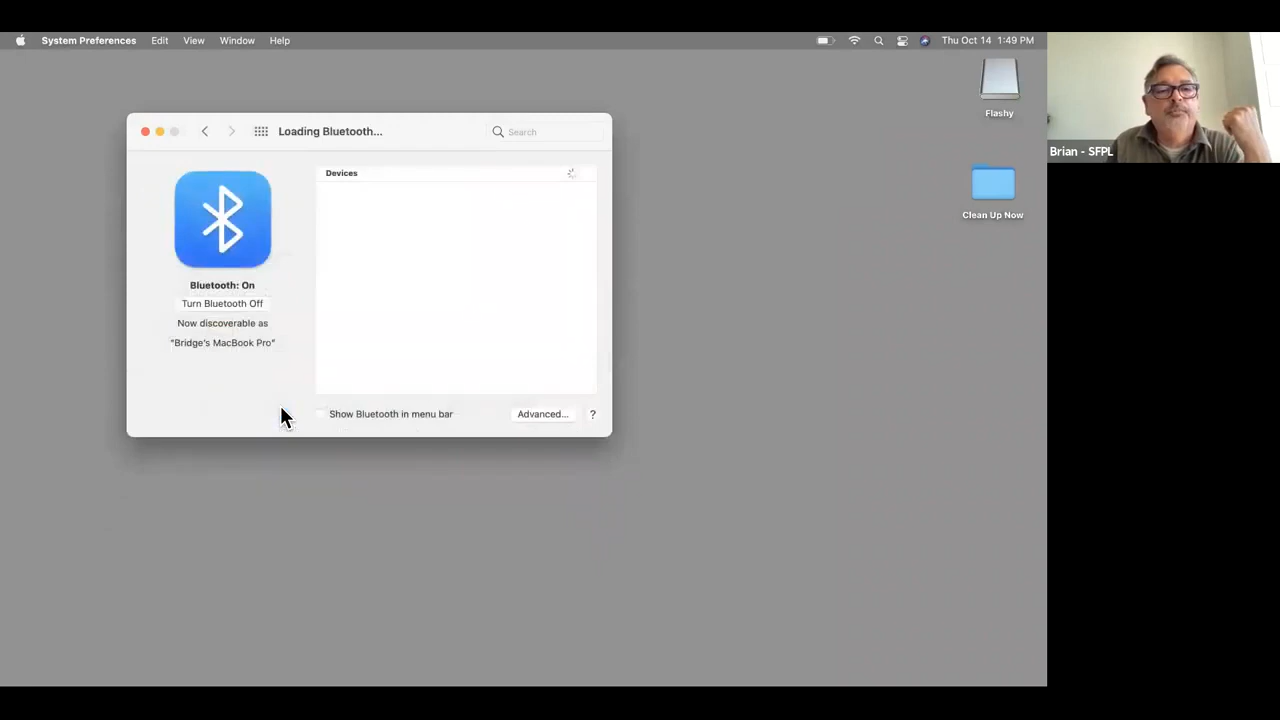 System Preferences Edit View Window Help Thu Oct 14 1:49 PM
Loading Bluetooth... Search
Devices
Bluetooth: On
Turn Bluetooth Off
Now discoverable as
"Bridge's MacBook Pro"
Show Bluetooth in menu bar Advanced... ?
Flashy
Clean Up Now
Brian - SFPL